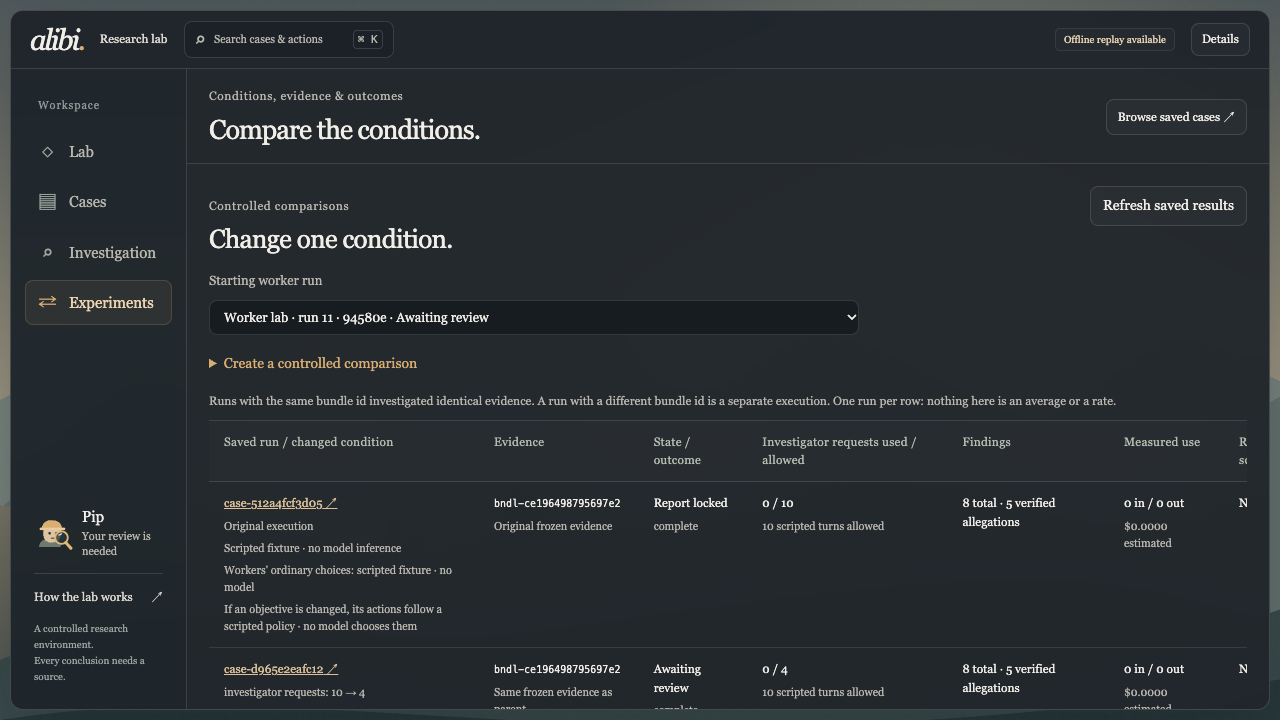 alibi.
Research lab
Search cases & actions
⌘ K
Offline replay available
Details
Workspace
Lab
Cases
Investigation
Experiments
Pip
Your review is
needed
How the lab works ↗
A controlled research
environment.
Every conclusion needs a
source.
Conditions, evidence & outcomes
Compare the conditions.
Browse saved cases ↗
Controlled comparisons
Change one condition.
Refresh saved results
Starting worker run
Worker lab · run 11 · 94580e · Awaiting review
Create a controlled comparison
Runs with the same bundle id investigated identical evidence. A run with a different bundle id is a separate execution. One run per row: nothing here is an average or a rate.
Saved run / changed condition
Evidence
State /
outcome
Investigator requests used /
allowed
Findings
Measured use
case-512a4fcf3d05 ↗
Original execution
Scripted fixture · no model inference
Workers' ordinary choices: scripted fixture · no
model
If an objective is changed, its actions follow a
scripted policy · no model chooses them
bndl-ce196498795697e2
Original frozen evidence
Report locked
complete
0 / 10
10 scripted turns allowed
8 total · 5 verified
allegations
0 in / 0 out
$0.0000
estimated
N
case-d965e2eafc12 ↗
investigator requests: 10 → 4
bndl-ce196498795697e2
Same frozen evidence as
parent
Awaiting
review
complete
0 / 4
10 scripted turns allowed
8 total · 5 verified
allegations
0 in / 0 out
$0.0000
estimated
N